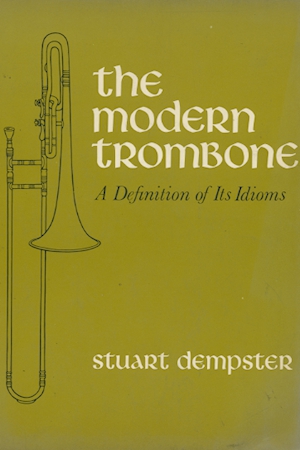 the
modern
trombone
A Definition of Its Idioms
stuart dempster